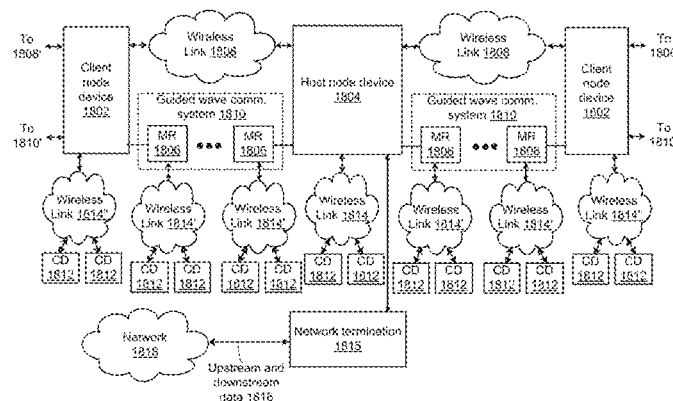 To
1808'
Client
node
device
1802
Wireless
Link 1808
Host node device
1804
Wireless
Link 1808
Client
node
device
1802
To
1808
To
1810'
Guided wave comm.
system 1810
MR
1806
MR
1806
Guided wave comm.
system 1810
MR
1806
MR
1806
To
1810
Wireless
Link 1814"
Wireless
Link 1814'
Wireless
Link 1814'
Wireless
Link 1814
Wireless
Link 1814'
Wireless
Link 1814'
Wireless
Link 1814"
CD
1812
CD
1812
CD
1812
CD
1812
CD
1812
CD
1812
CD
1812
CD
1812
CD
1812
CD
1812
CD
1812
CD
1812
CD
1812
CD
1812
Network
1818
Network termination
1815
Upstream and
downstream
data 1816